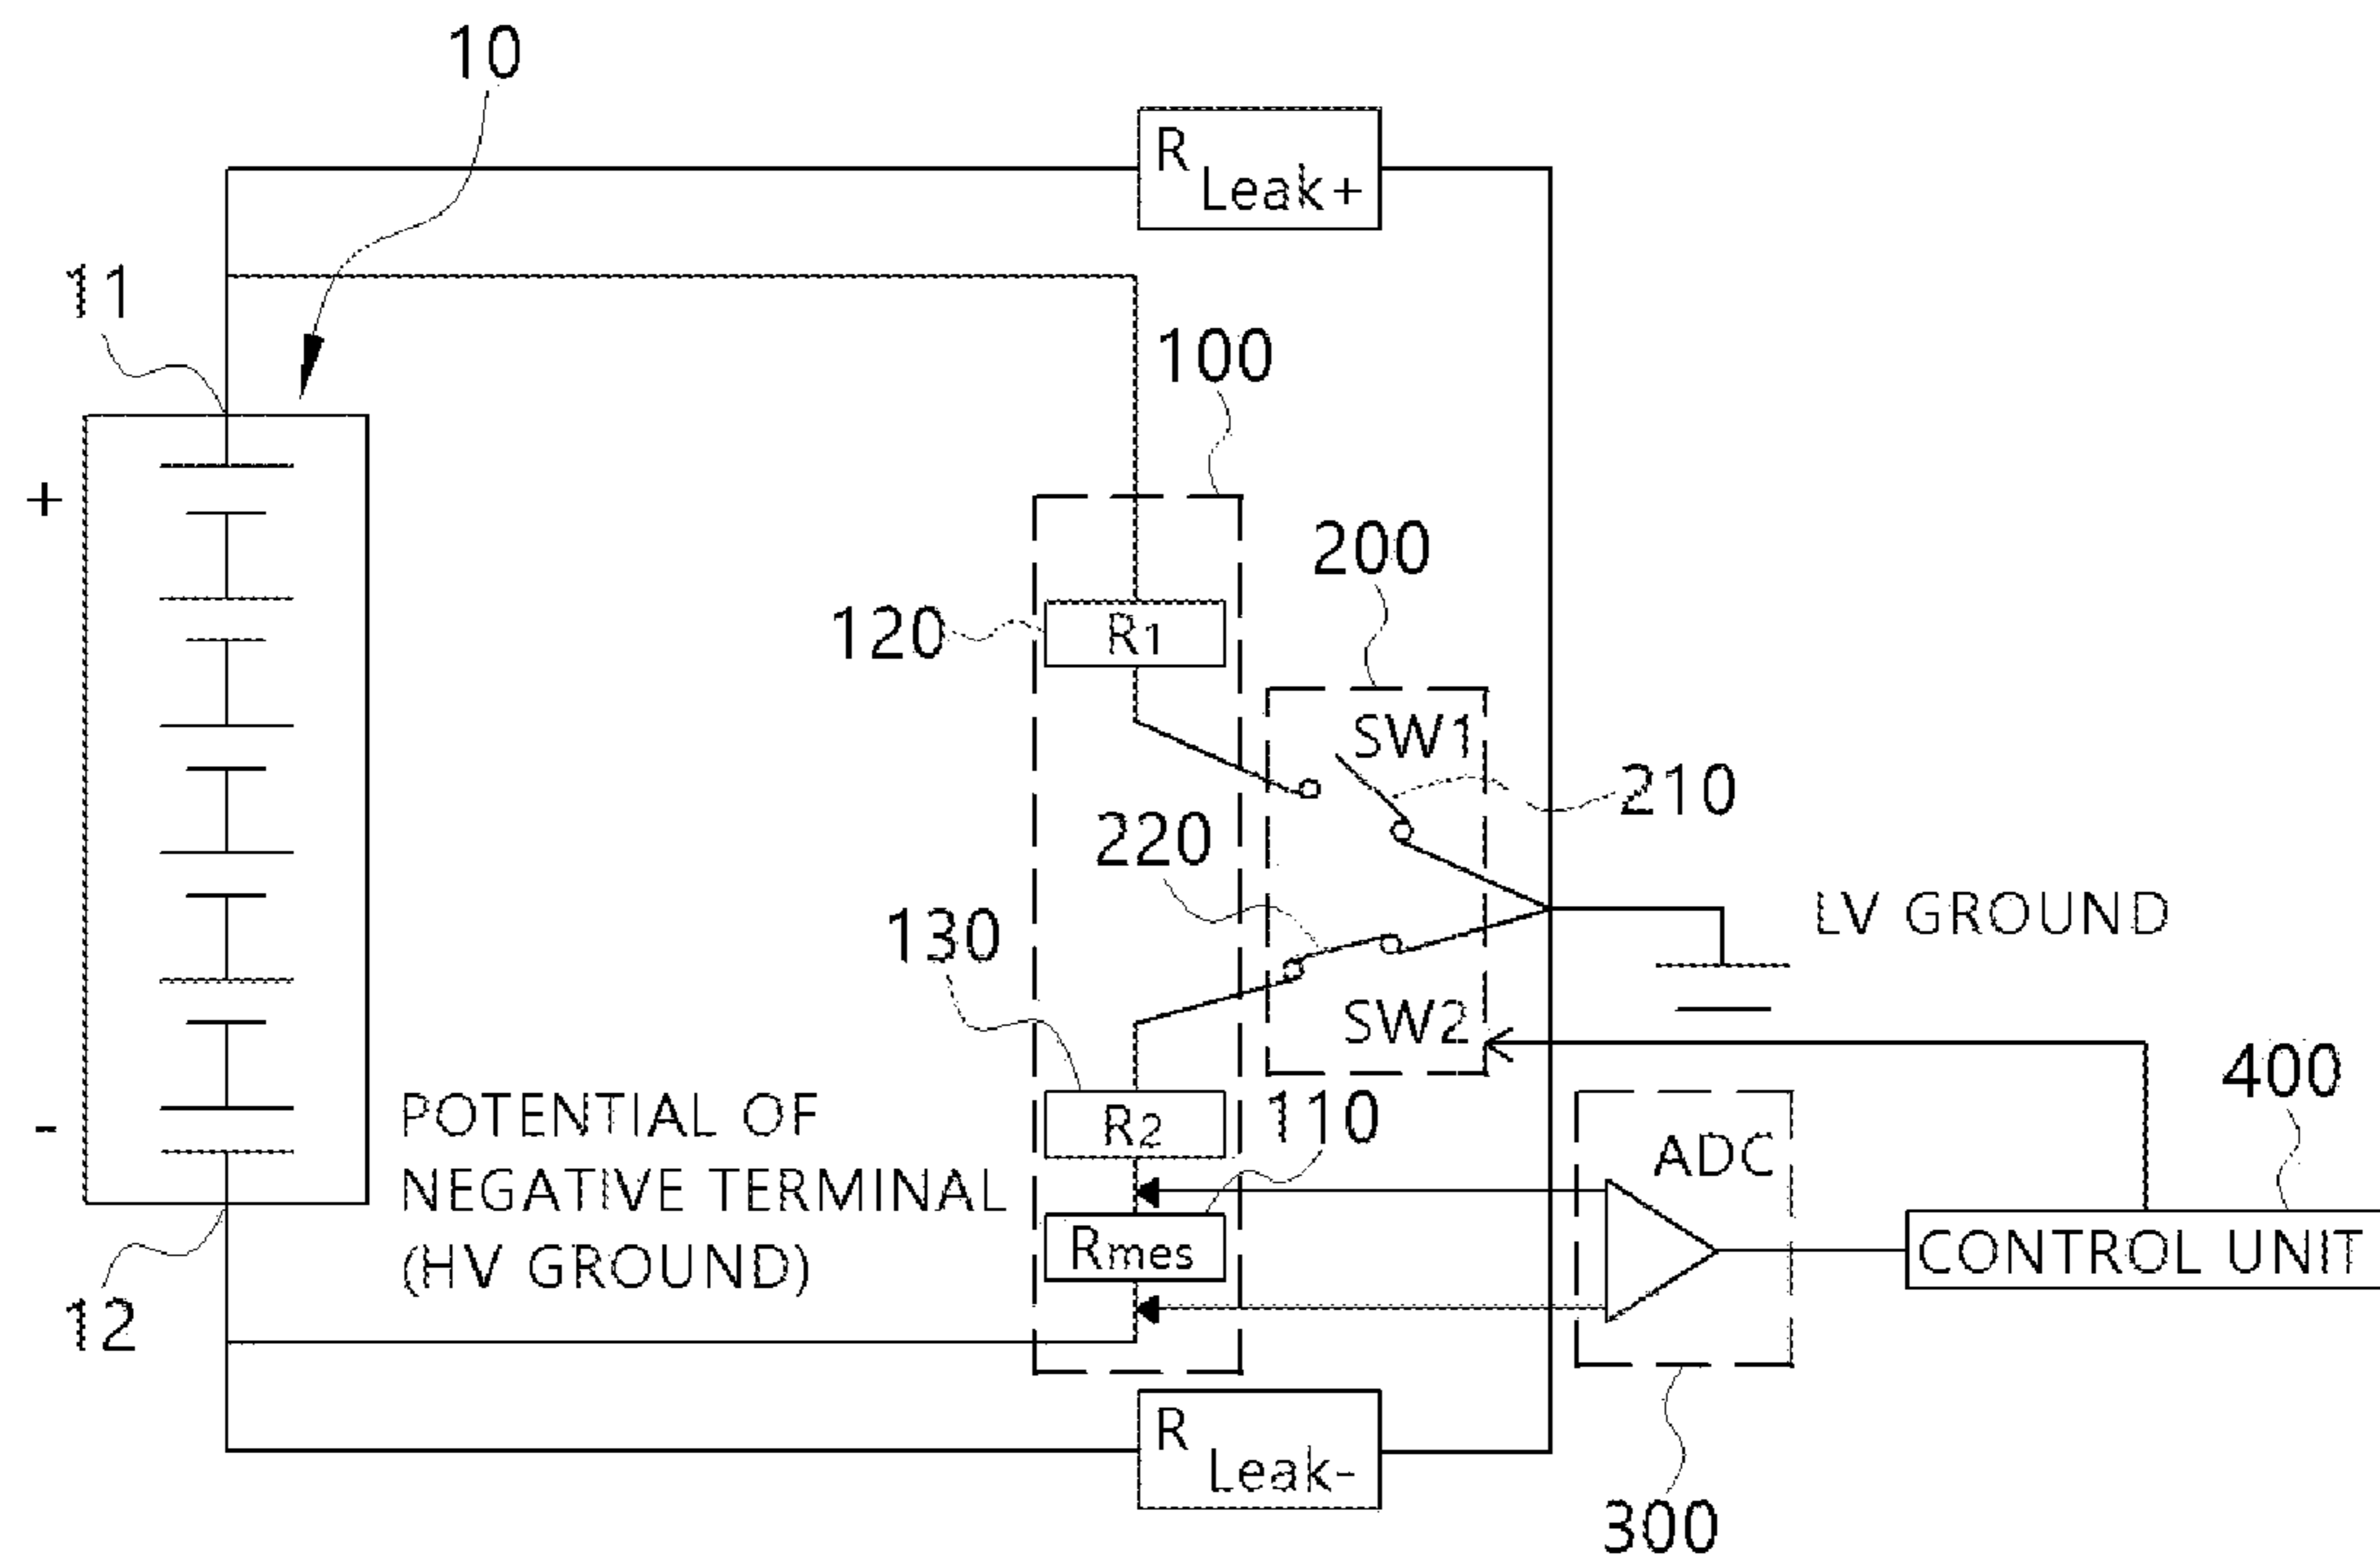 10
R Leak+
11
100
+
200
120
R1
SW1
210
220
LV GROUND
130
SW2
400
-
POTENTIAL OF
NEGATIVE TERMINAL
(HV GROUND)
R2
110
ADC
Rmes
CONTROL UNIT
12
R Leak-
300